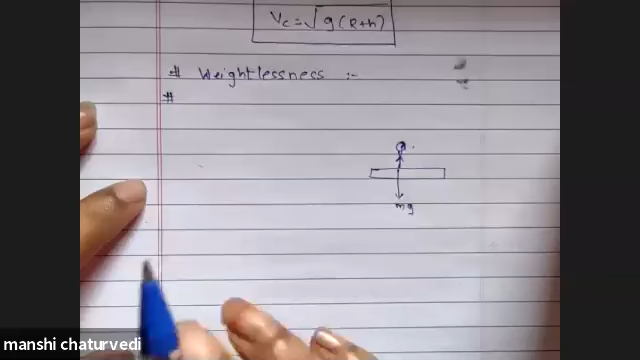 Vc = √g(R+h)
# Weightlessness :-
#
mg
manshi chaturvedi